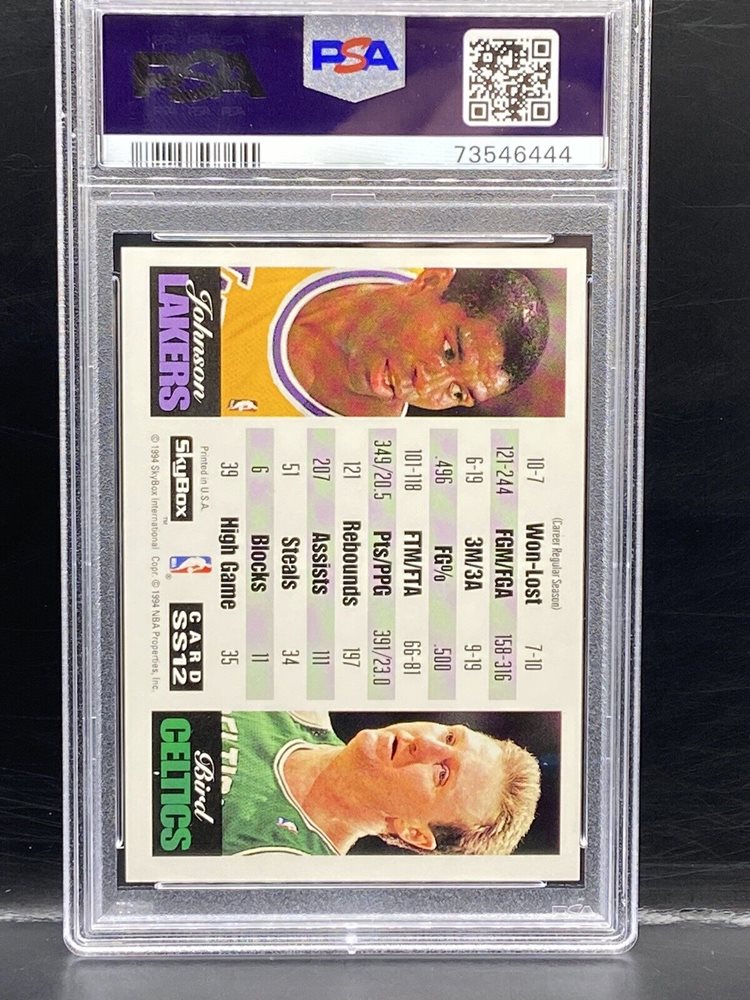 PSA
PSA
73546444
Johnson
LAKERS
(Career Regular Season)
10-7 Won-Lost 7-10
121-244 FGM/FGA 158-316
6-19 3M/3A 9-19
.496 FG% .500
101-118 FTM/FTA 66-81
349/20.5 Pts/PPG 391/23.0
121 Rebounds 197
207 Assists 111
51 Steals 34
6 Blocks 11
39 High Game 35
Printed in U.S.A.
SkyBox™
®
CARD
SS12
© 1994 SkyBox International Copr. © 1994 NBA Properties, Inc.
Bird
CELTICS